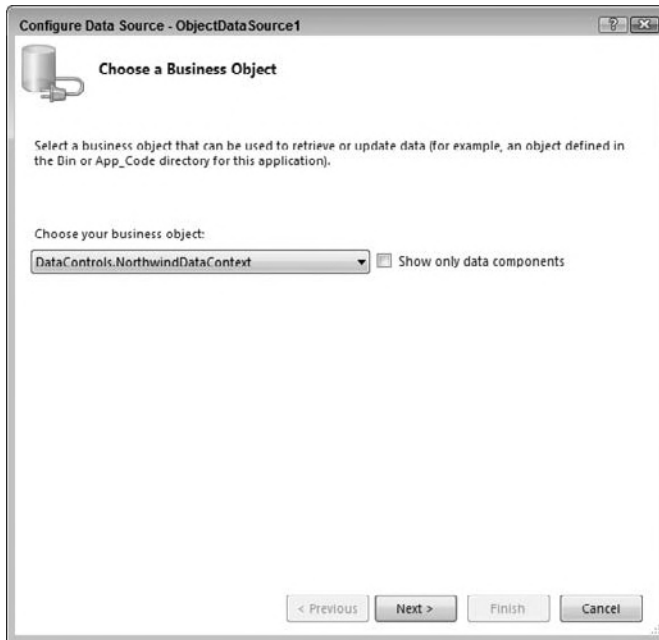 Configure Data Source - ObjectDataSource1
Choose a Business Object
Select a business object that can be used to retrieve or update data (for example, an object defined in
the Bin or App_Code directory for this application).
Choose your business object:
DataControls.NorthwindDataContext
Show only data components
< Previous
Next >
Finish
Cancel